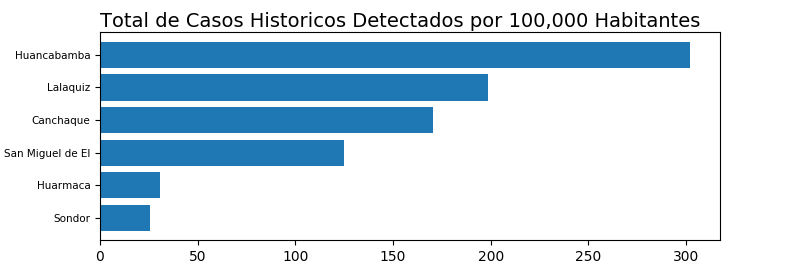 Total de Casos Historicos Detectados por 100,000 Habitantes
Huancabamba
Lalaquiz
Canchaque
San Miguel de El
Huarmaca
Sondor
0 50 100 150 200 250 300